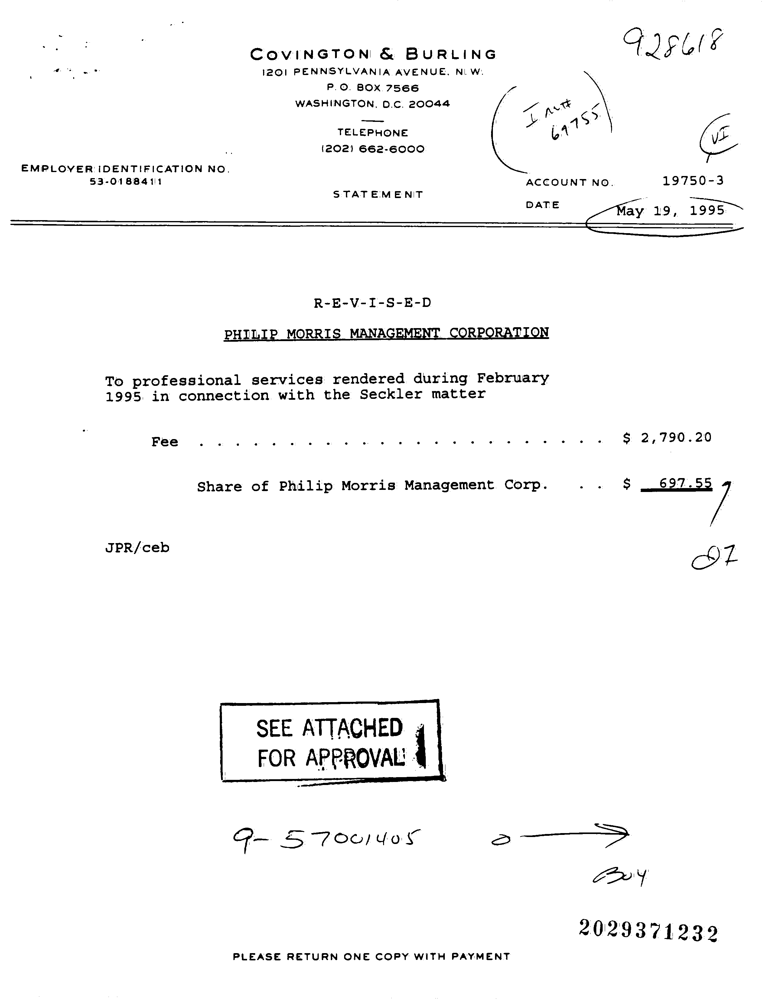 928618
COVINGTON & BURLING
1201 PENNSYLVANIA AVENUE, N.W.
P.O. BOX 7566
WASHINGTON, D.C. 20044
69755
TELEPHONE
(202) 662-6000
VI
EMPLOYER IDENTIFICATION NO.
53-0188411
STATEMENT
ACCOUNT NO. 19750-3
DATE May 19, 1995
R-E-V-I-S-E-D
PHILIP MORRIS MANAGEMENT CORPORATION
To professional services rendered during February
1995 in connection with the Seckler matter
Fee . . . . . . . . . . . . . . . . . . . . . . . $ 2,790.20
Share of Philip Morris Management Corp. . . . $ 697.55
JPR/ceb
SEE ATTACHED
FOR APPROVAL
9-57001405
2029371232
PLEASE RETURN ONE COPY WITH PAYMENT